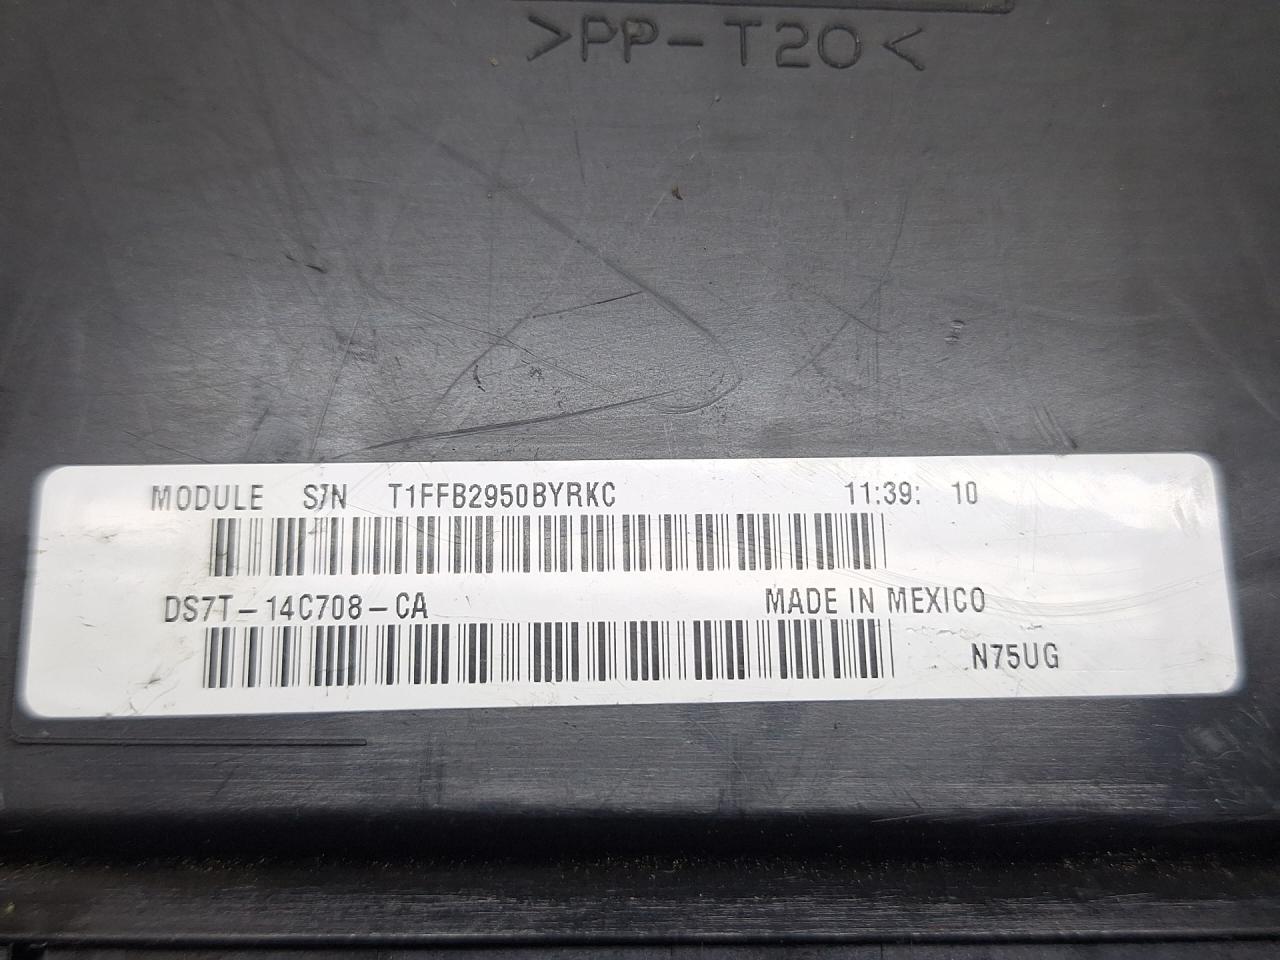 >PP-T20<
MODULE S/N T1FFB2950BYRKC 11:39: 10
DS7T-14C708-CA MADE IN MEXICO
N75UG